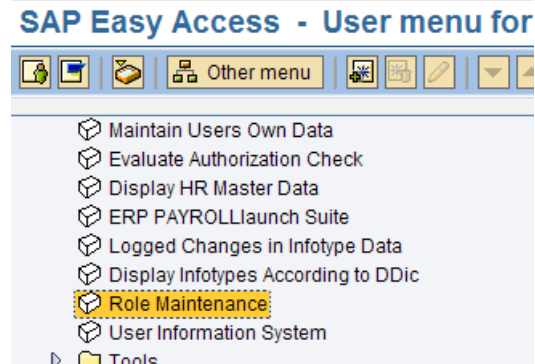 SAP Easy Access - User menu for
Other menu
Maintain Users Own Data
Evaluate Authorization Check
Display HR Master Data
ERP PAYROLLlaunch Suite
Logged Changes in Infotype Data
Display Infotypes According to DDic
Role Maintenance
User Information System
Tools